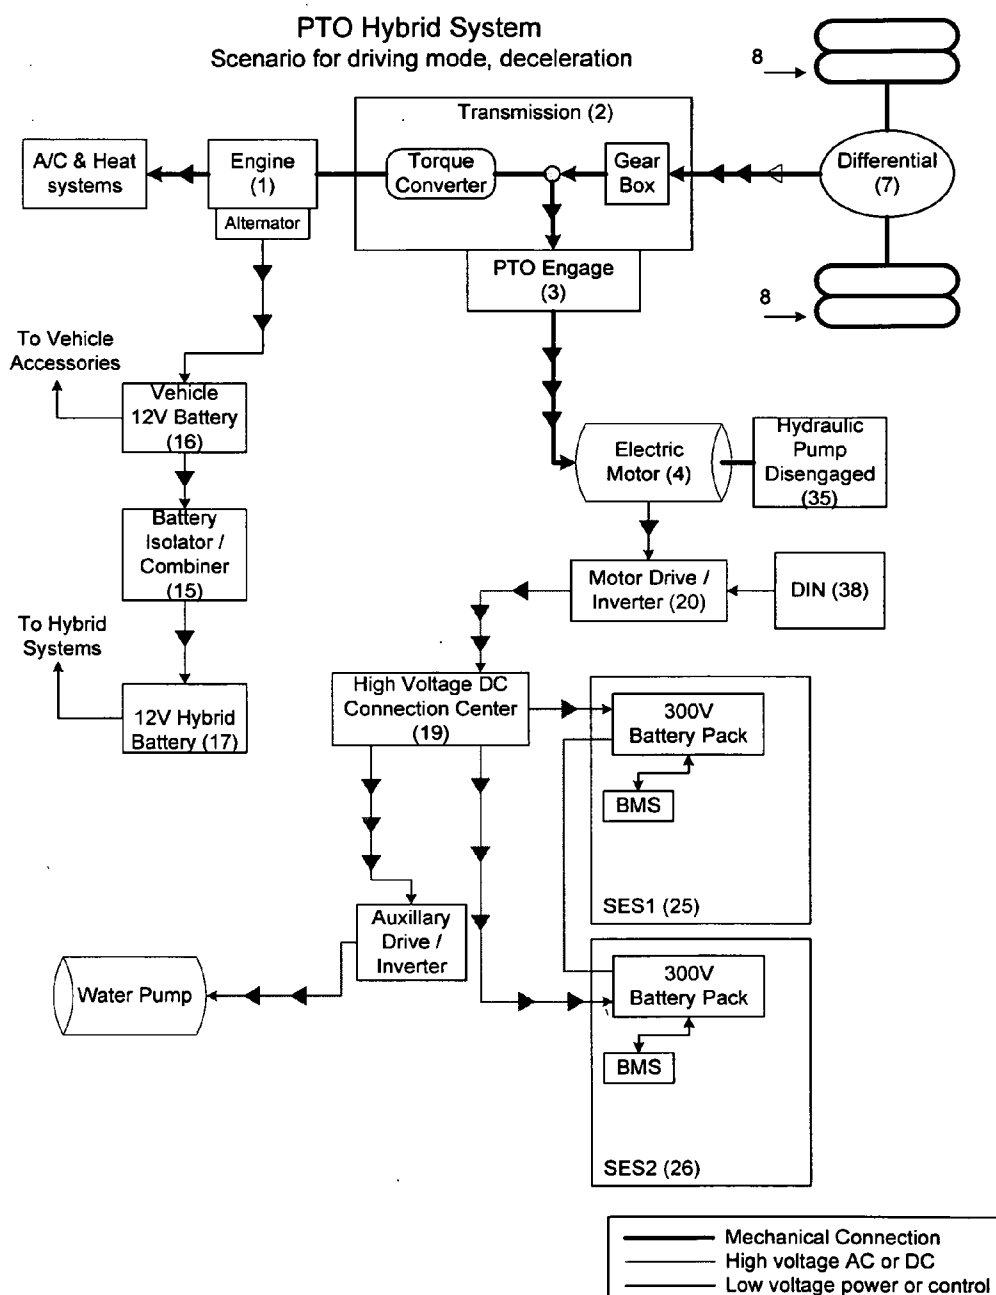 PTO Hybrid System
Scenario for driving mode, deceleration
8
Transmission (2)
A/C & Heat
systems
Engine
(1)
Torque
Converter
Gear
Box
Differential
(7)
Alternator
PTO Engage
(3)
8
To Vehicle
Accessories
Vehicle
12V Battery
(16)
Electric
Motor (4)
Hydraulic
Pump
Disengaged
(35)
Battery
Isolator /
Combiner
(15)
Motor Drive /
Inverter (20)
DIN (38)
To Hybrid
Systems
12V Hybrid
Battery (17)
High Voltage DC
Connection Center
(19)
300V
Battery Pack
BMS
SES1 (25)
Auxillary
Drive /
Inverter
Water Pump
300V
Battery Pack
BMS
SES2 (26)
Mechanical Connection
High voltage AC or DC
Low voltage power or control